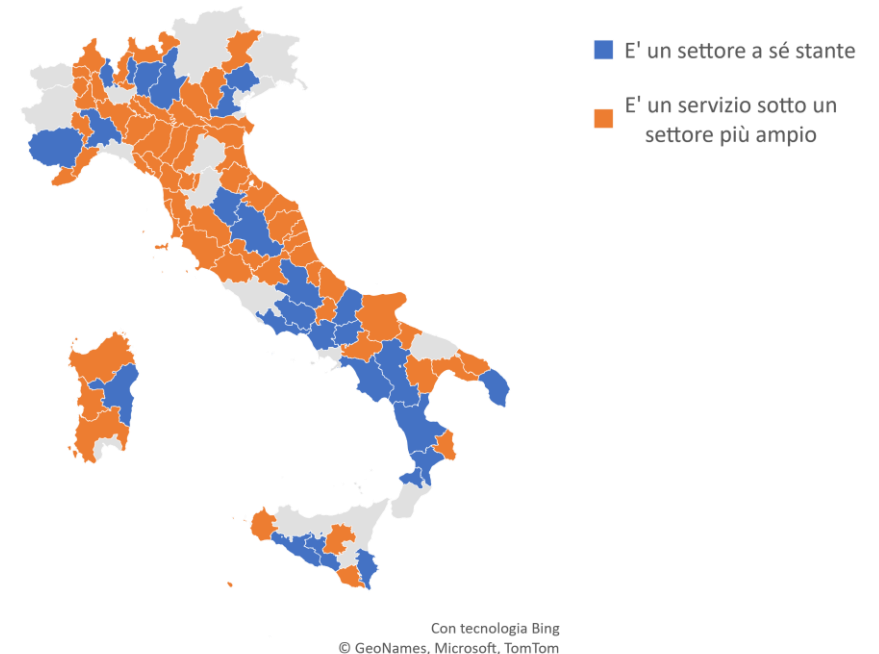 E' un settore a sé stante
E' un servizio sotto un
settore più ampio
Con tecnologia Bing
© GeoNames, Microsoft, TomTom